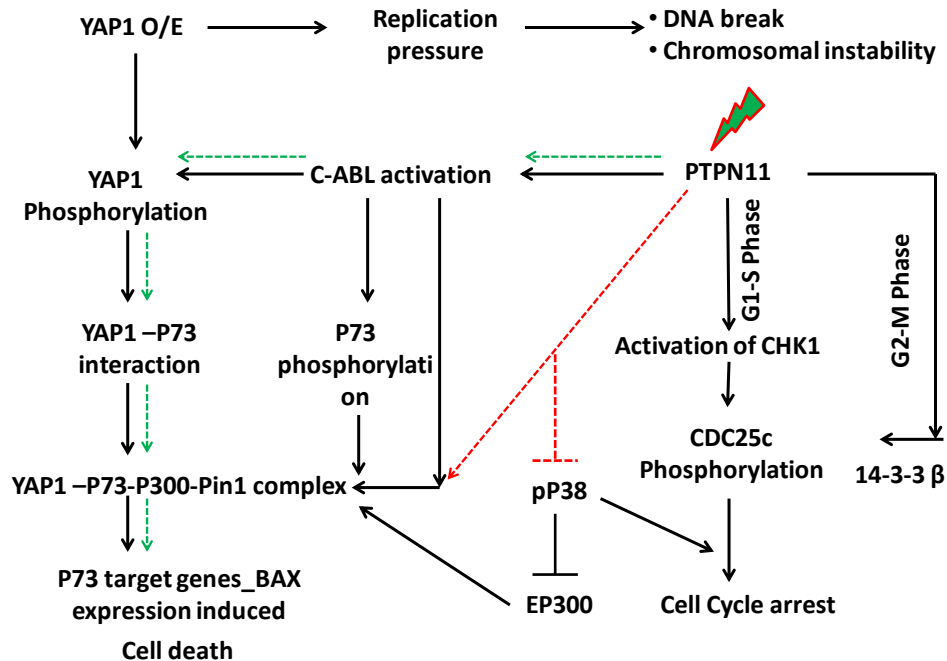 YAP1 O/E
Replication
pressure
• DNA break
• Chromosomal instability
YAP1
Phosphorylation
C-ABL activation
PTPN11
G1-S Phase
G2-M Phase
YAP1 –P73
interaction
P73
phosphorylati
on
Activation of CHK1
CDC25c
Phosphorylation
14-3-3 β
YAP1 –P73-P300-Pin1 complex
pP38
P73 target genes_BAX
expression induced
EP300
Cell Cycle arrest
Cell death